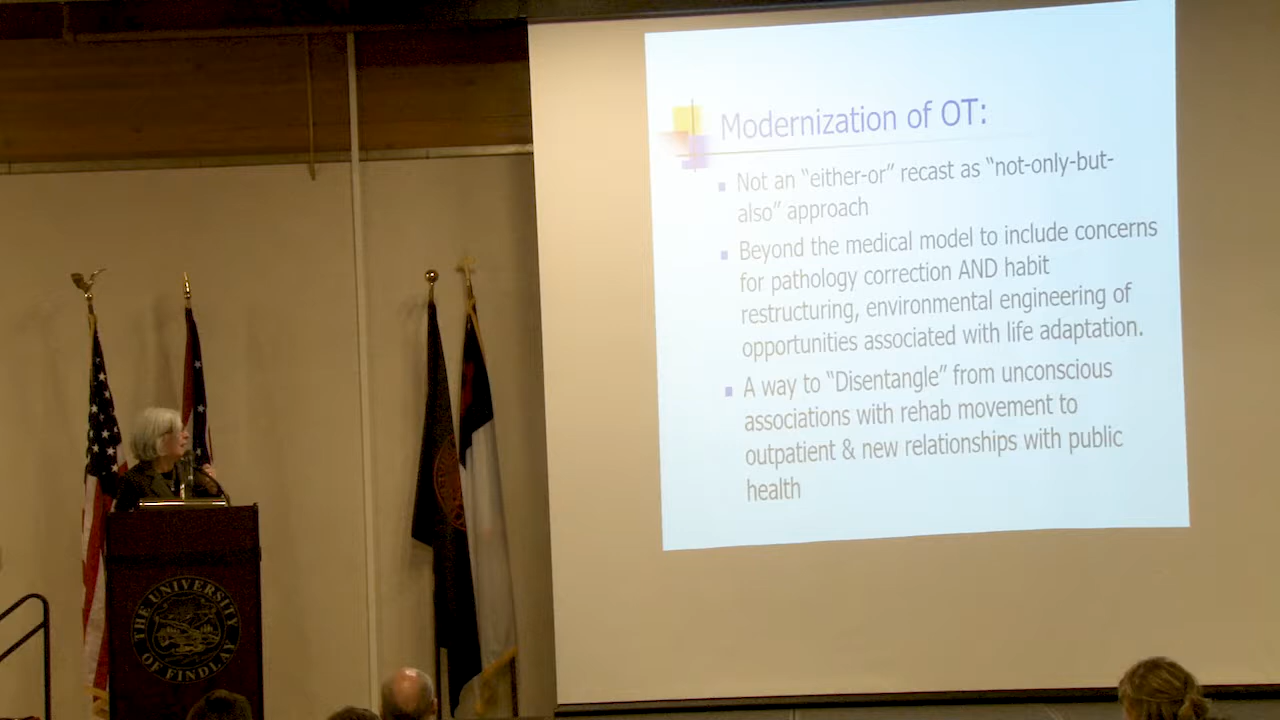 Modernization of OT:
Not an “either-or” recast as “not-only-but-
also” approach
Beyond the medical model to include concerns
for pathology correction AND habit
restructuring, environmental engineering of
opportunities associated with life adaptation.
A way to “Disentangle” from unconscious
associations with rehab movement to
outpatient & new relationships with public
health
THE UNIVERSITY
OF FINDLAY